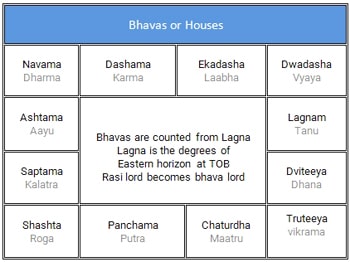 Bhavas or Houses
Navama
Dharma
Dashama
Karma
Ekadasha
Laabha
Dwadasha
Vyaya
Ashtama
Aayu
Bhavas are counted from Lagna
Lagna is the degrees of
Eastern horizon at TOB
Rasi lord becomes bhava lord
Lagnam
Tanu
Saptama
Kalatra
Dviteeya
Dhana
Shashta
Roga
Panchama
Putra
Chaturdha
Maatru
Truteeya
vikrama